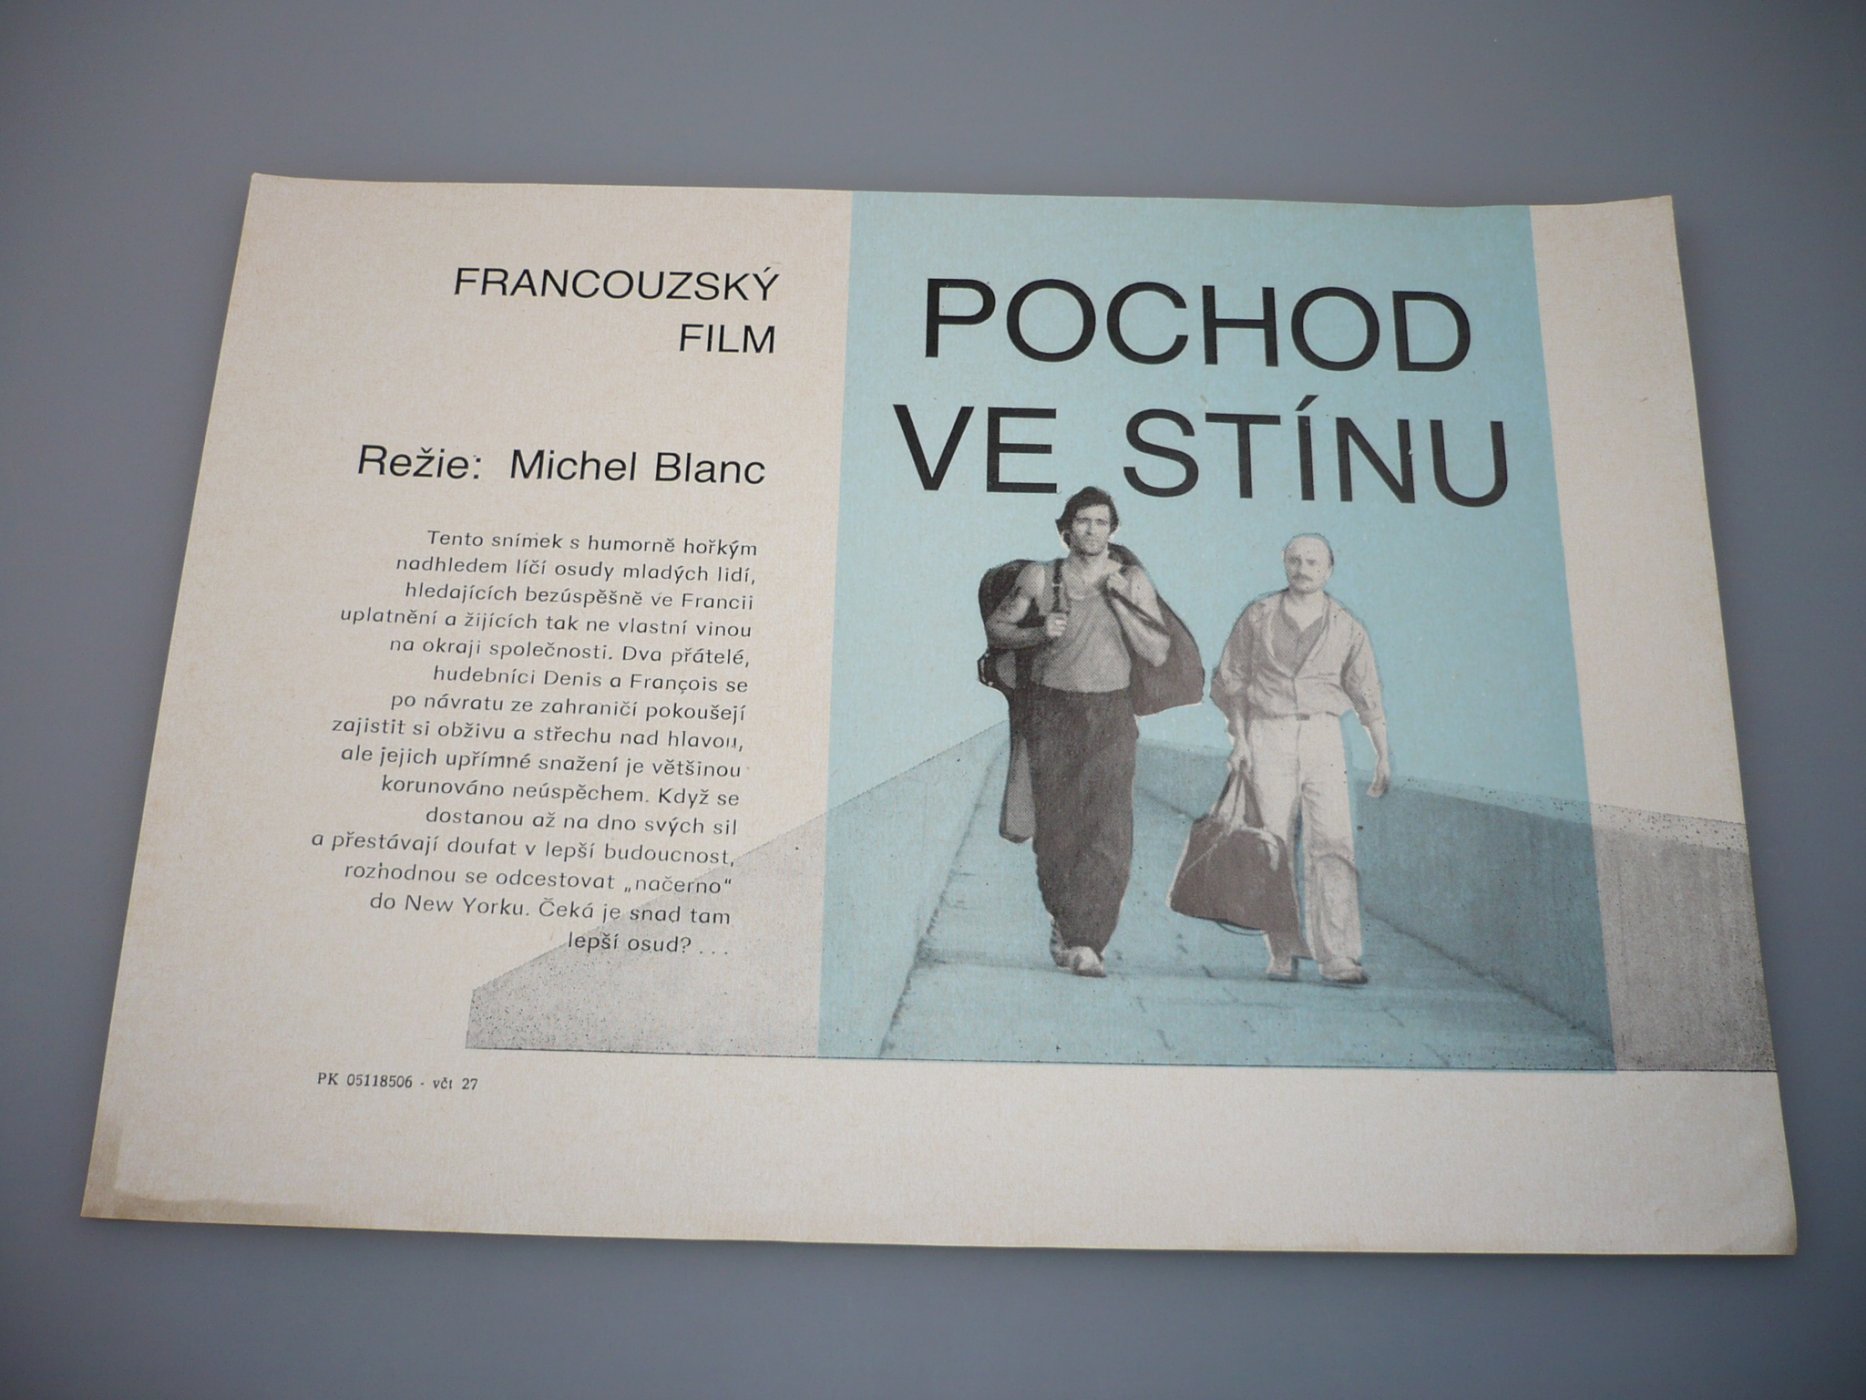 FRANCOUZSKÝ
FILM
Režie: Michel Blanc
Tento snímek s humorně hořkým
nadhledem líčí osudy mladých lidí,
hledajících bezúspěšně ve Francii
uplatnění a žijících tak ne vlastní vinou
na okraji společnosti. Dva přátelé,
hudebníci Denis a François se
po návratu ze zahraničí pokoušejí
zajistit si obživu a střechu nad hlavou,
ale jejich upřímné snažení je většinou
korunováno neúspěchem. Když se
dostanou až na dno svých sil
a přestávají doufat v lepší budoucnost,
rozhodnou se odcestovat „načerno“
do New Yorku. Čeká je snad tam
lepší osud? . . .
PK 05118506 - včt 27
POCHOD
VE STÍNU